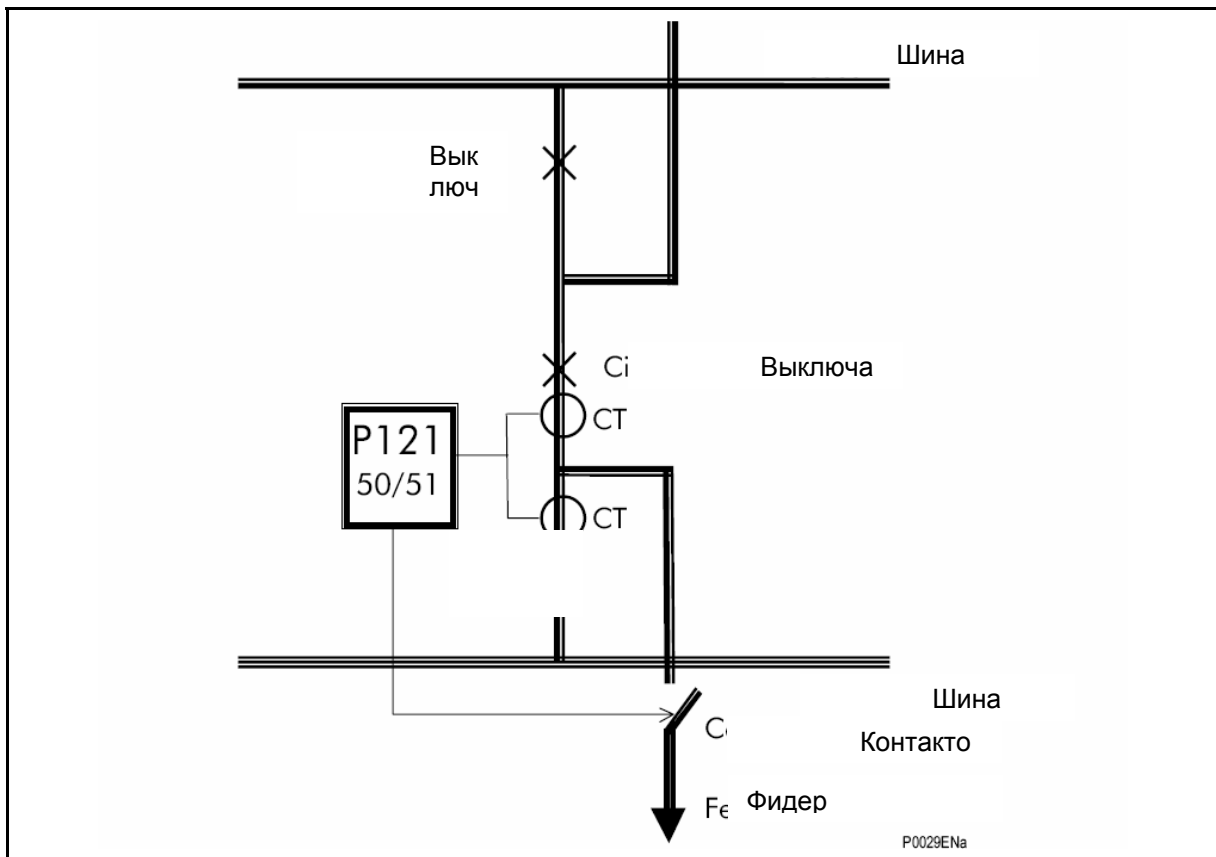 Шина
Вык
люч
Ci
Выключа
CT
P121
50/51
CT
Шина
Контакто
Fe
Фидер
P0029ENa